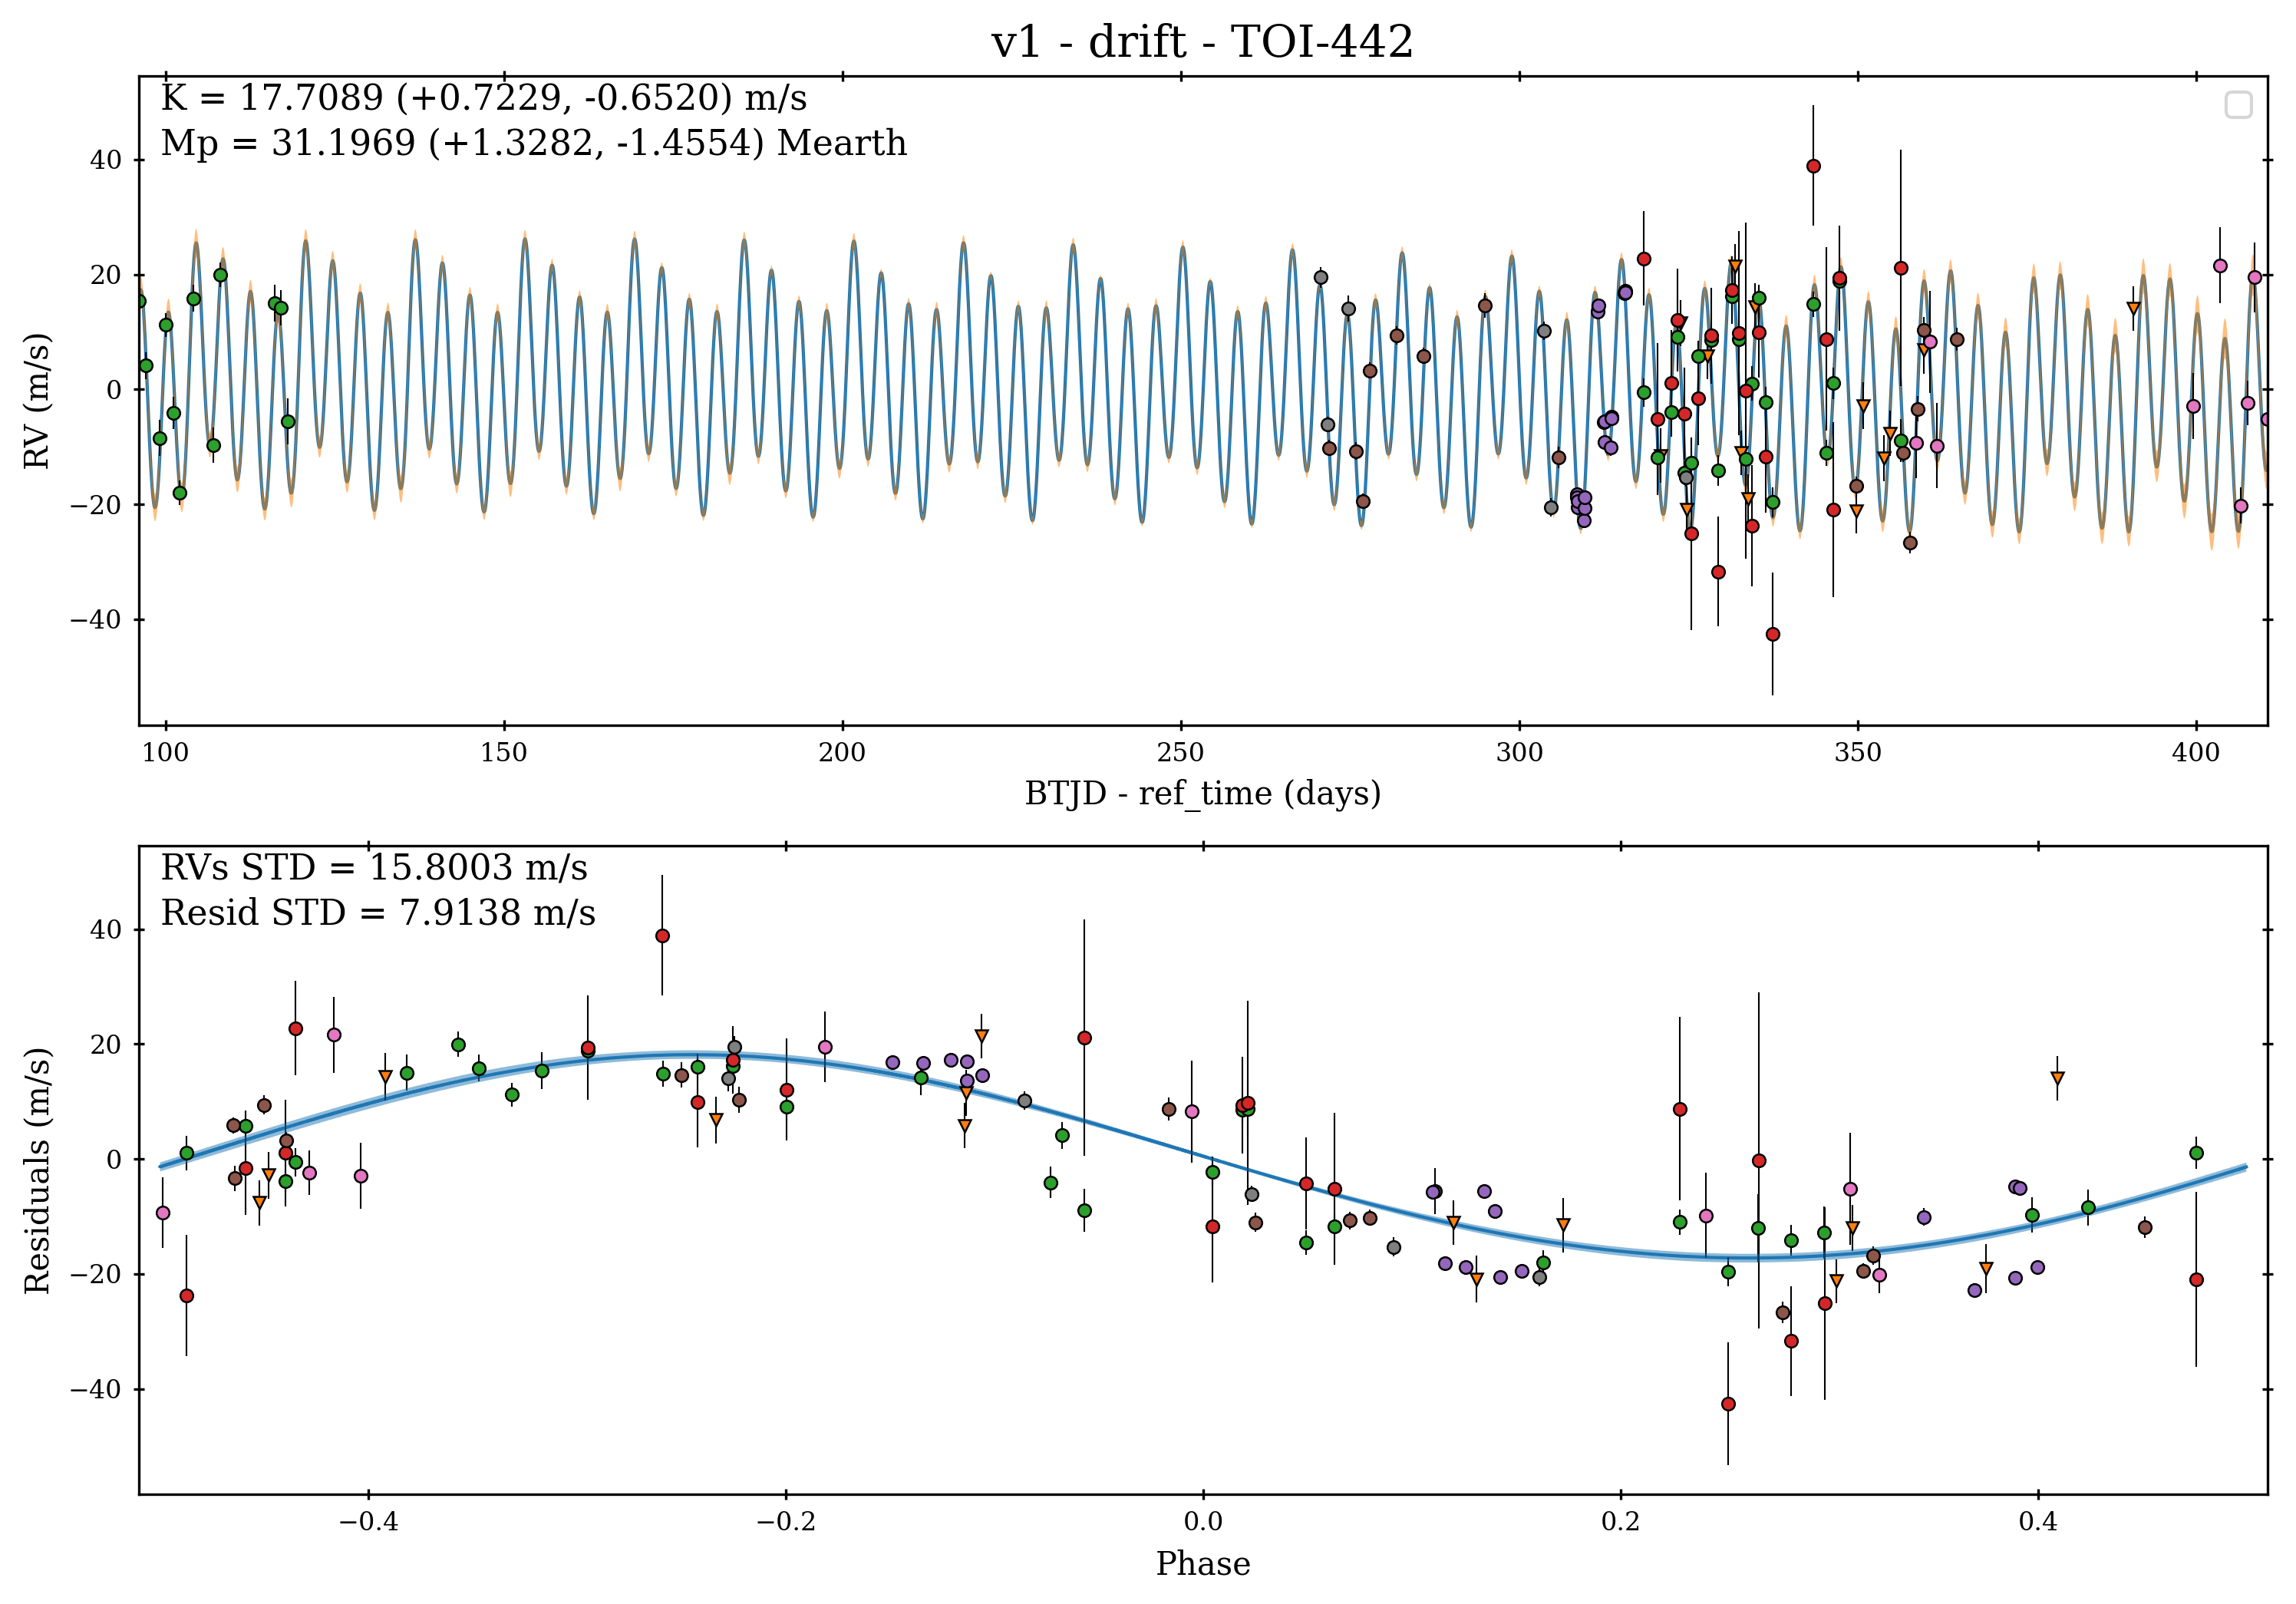 v1 - drift - TOI-442
K = 17.7089 (+0.7229, -0.6520) m/s
Mp = 31.1969 (+1.3282, -1.4554) Mearth
40
20
0
−20
−40
RV (m/s)
100 150 200 250 300 350 400
BTJD - ref_time (days)
RVs STD = 15.8003 m/s
Resid STD = 7.9138 m/s
40
20
0
−20
−40
Residuals (m/s)
−0.4 −0.2 0.0 0.2 0.4
Phase